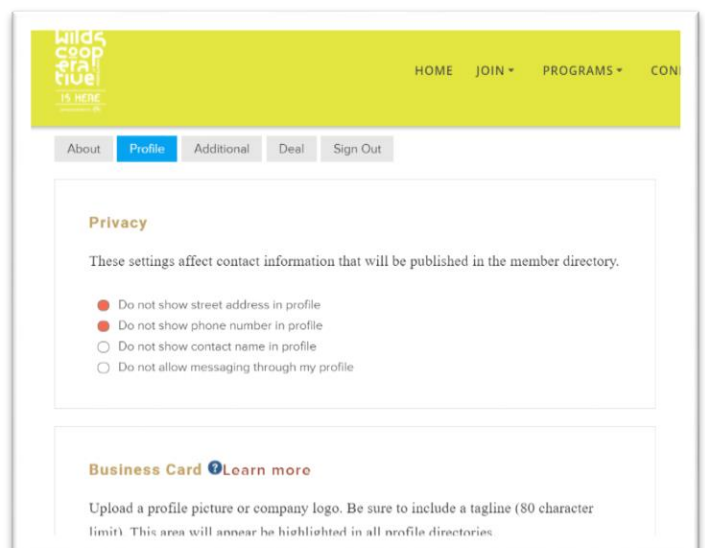 wilds
coop
era
tive
IS HERE
HOME JOIN PROGRAMS CON
About Profile Additional Deal Sign Out
Privacy
These settings affect contact information that will be published in the member directory.
Do not show street address in profile
Do not show phone number in profile
Do not show contact name in profile
Do not allow messaging through my profile
Business Card ? Learn more
Upload a profile picture or company logo. Be sure to include a tagline (80 character
limit). This area will appear be highlighted in all profile directories.